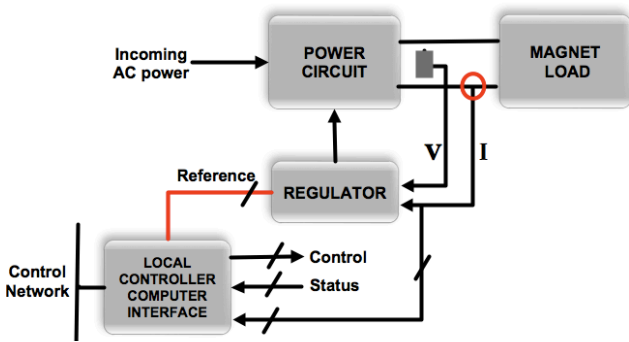 Incoming
AC power
POWER
CIRCUIT
MAGNET
LOAD
V
I
Reference
REGULATOR
Control
Network
LOCAL
CONTROLLER
COMPUTER
INTERFACE
Control
Status